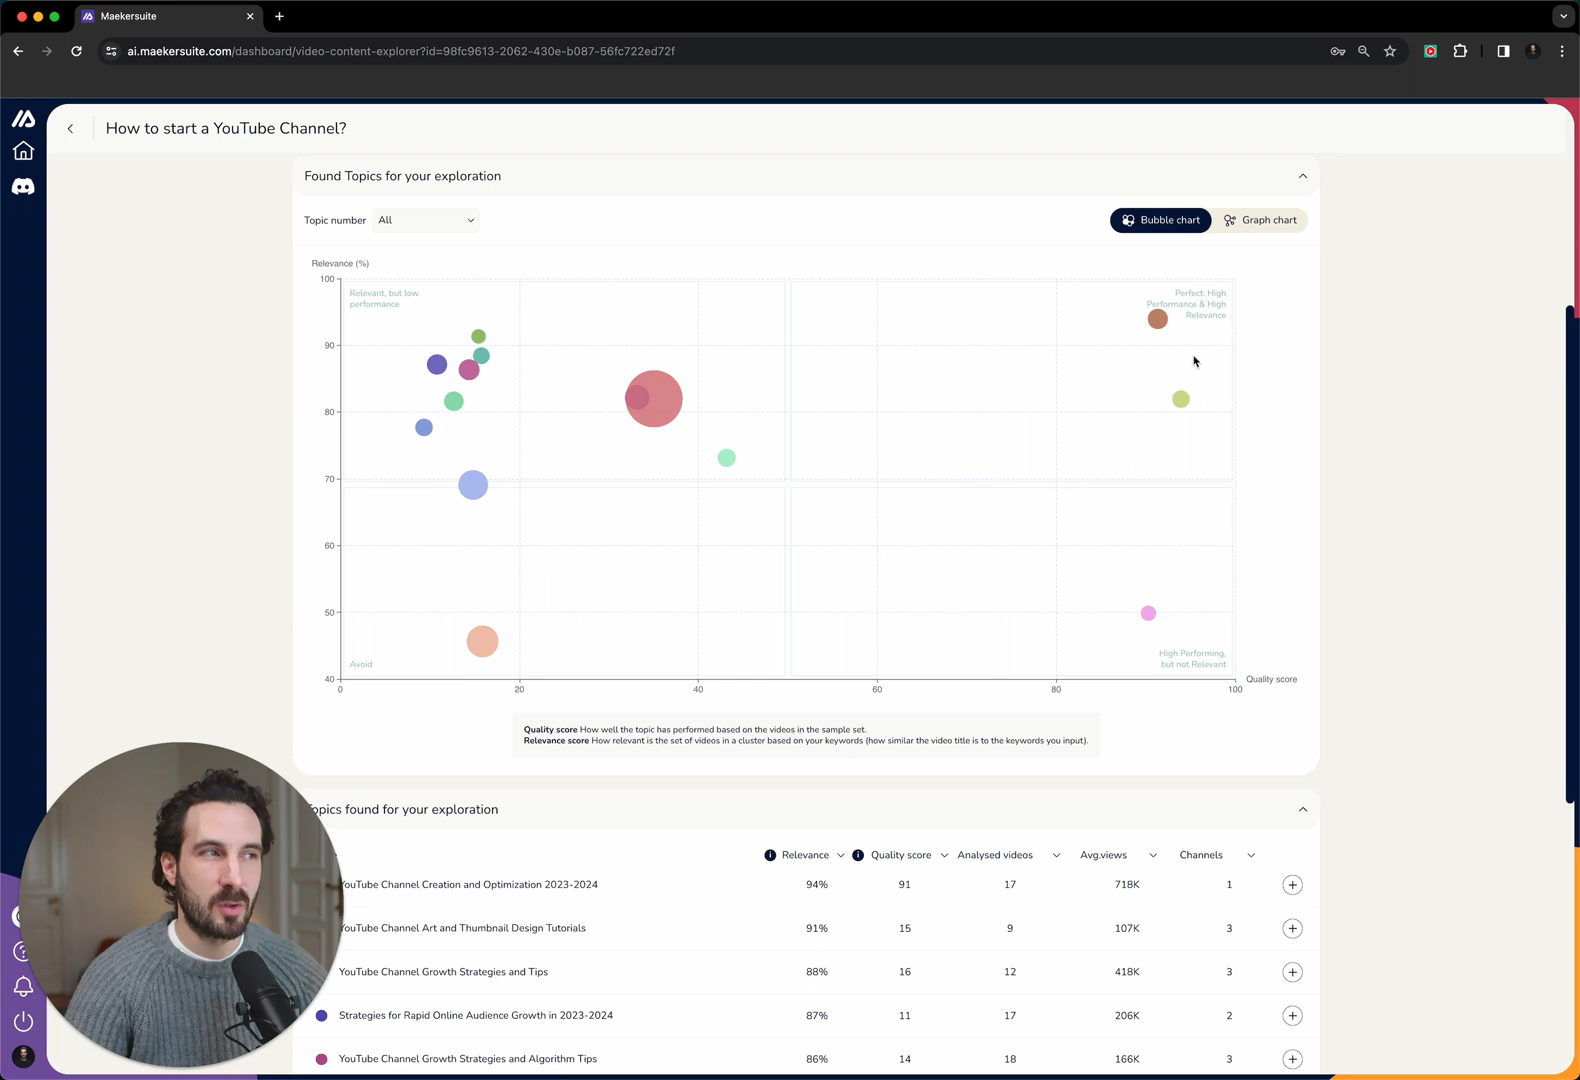 Maekersuite
ai.maekersuite.com/dashboard/video-content-explorer?id=98fc9613-2062-430e-b087-56fc722ed72f
How to start a YouTube Channel?
Found Topics for your exploration
Topic number All
Bubble chart Graph chart
Relevance (%)
100
Relevant, but low
performance
Perfect: High
Performance & High
Relevance
90
80
70
60
50
Avoid
High Performing,
but not Relevant
40
Quality score
0 20 40 60 80 100
Quality score How well the topic has performed based on the videos in the sample set.
Relevance score How relevant is the set of videos in a cluster based on your keywords (how similar the video title is to the keywords you input).
opics found for your exploration
Relevance Quality score Analysed videos Avg.views Channels
YouTube Channel Creation and Optimization 2023-2024 94% 91 17 718K 1
YouTube Channel Art and Thumbnail Design Tutorials 91% 15 9 107K 3
YouTube Channel Growth Strategies and Tips 88% 16 12 418K 3
Strategies for Rapid Online Audience Growth in 2023-2024 87% 11 17 206K 2
YouTube Channel Growth Strategies and Algorithm Tips 86% 14 18 166K 3